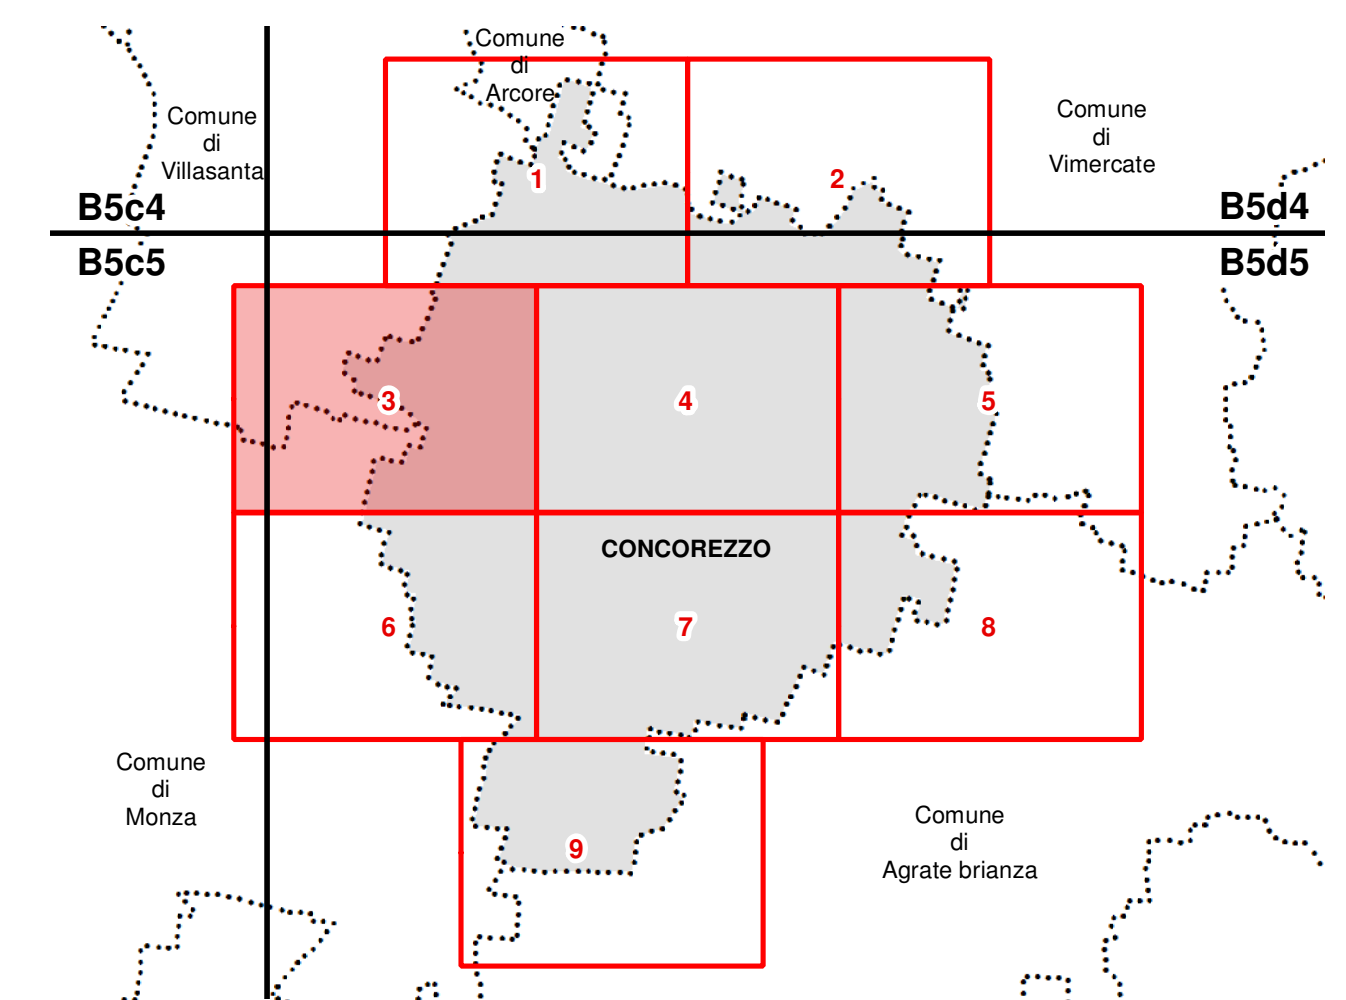 Comune
di
Arcore
Comune
di
Villasanta
Comune
di
Vimercate
1
2
B5c4
B5d4
B5c5
B5d5
3
4
5
CONCOREZZO
6
7
8
Comune
di
Monza
Comune
di
Agrate brianza
9